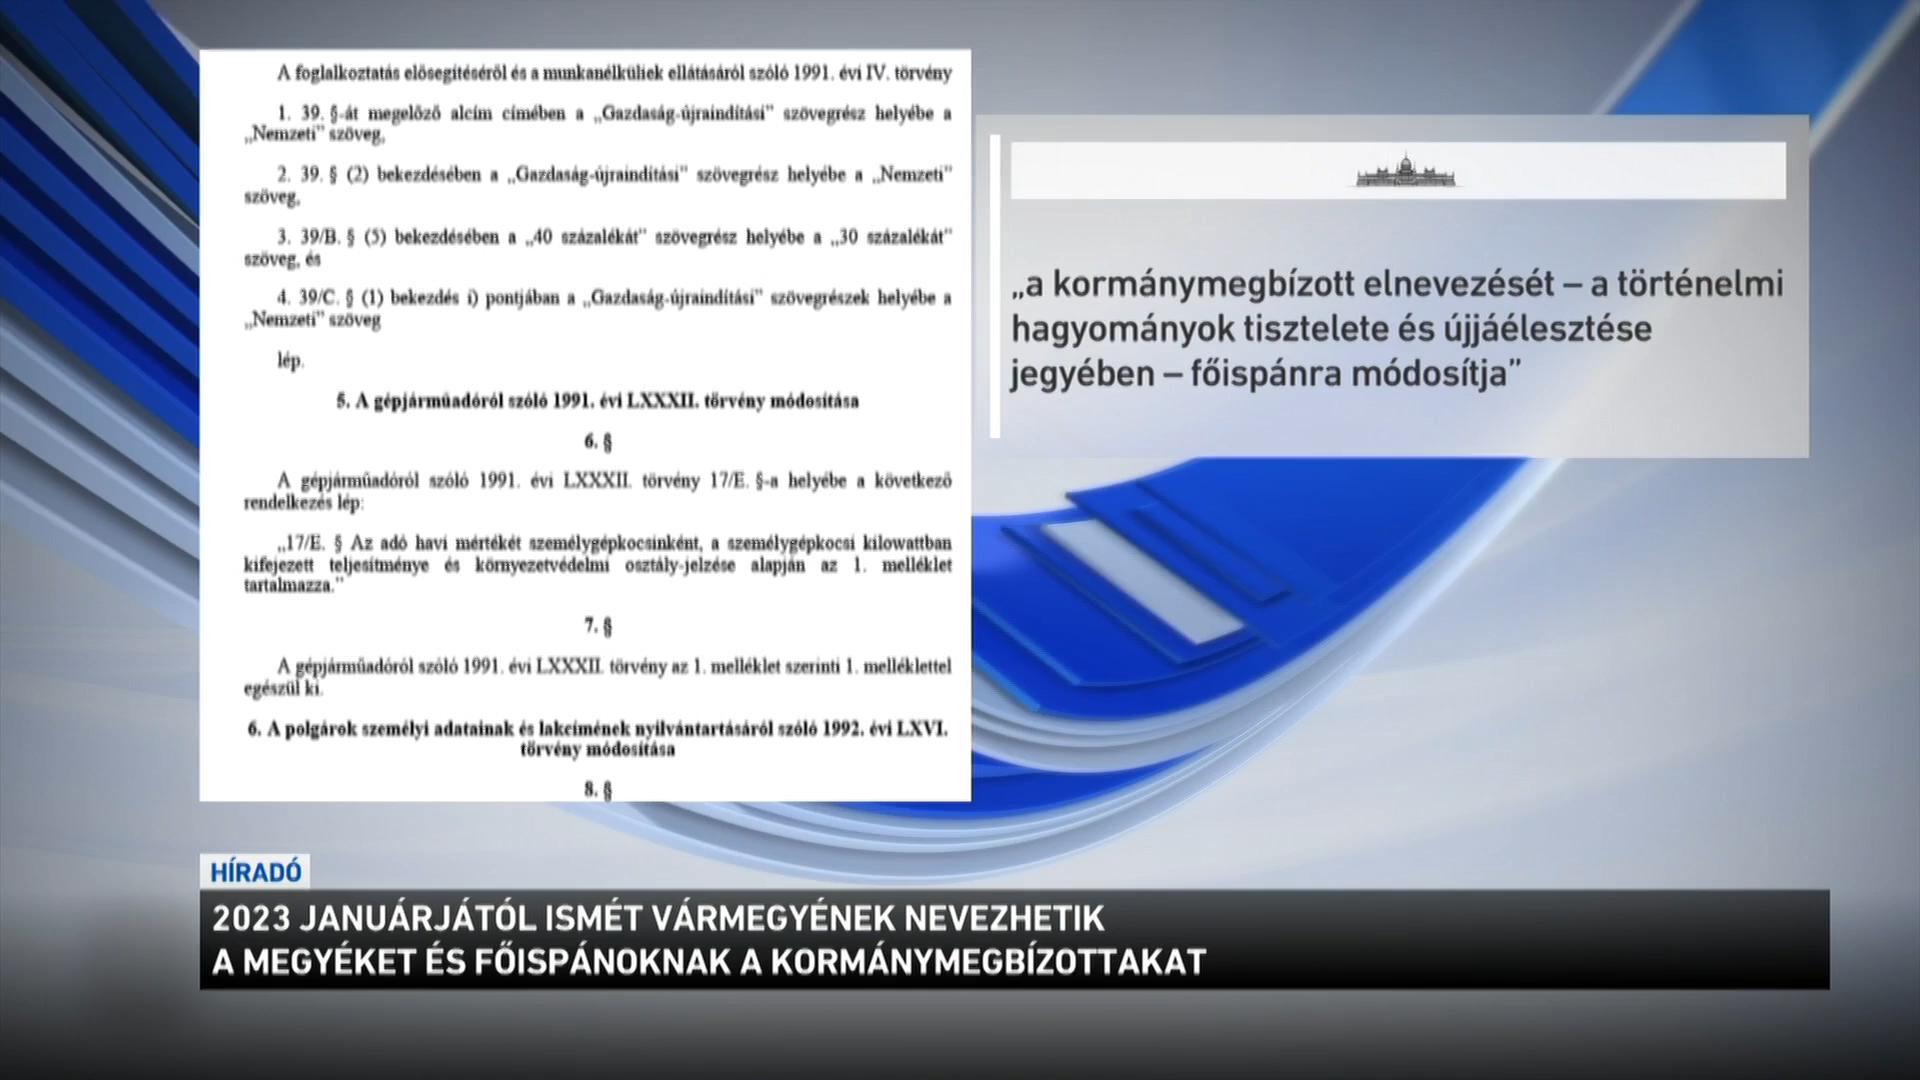 A foglalkoztatás elősegítéséről és a munkanélküliek ellátásáról szóló 1991. évi IV. törvény
1. 39. §-át megelőző alcím címében a „Gazdaság-újraindítási” szövegrész helyébe a
„Nemzeti” szöveg,
2. 39. § (2) bekezdésében a „Gazdaság-újraindítási” szövegrész helyébe a „Nemzeti”
szöveg,
3. 39/B. § (5) bekezdésében a „40 százalékát” szövegrész helyébe a „30 százalékát”
szöveg, és
4. 39/C. § (1) bekezdés i) pontjában a „Gazdaság-újraindítási” szövegrészek helyébe a
„Nemzeti” szöveg
lép.
5. A gépjárműadóról szóló 1991. évi LXXXII. törvény módosítása
6. §
A gépjárműadóról szóló 1991. évi LXXXII. törvény 17/E. §-a helyébe a következő
rendelkezés lép:
„17/E. § Az adó havi mértékét személygépkocsinként, a személygépkocsi kilowattban
kifejezett teljesítménye és környezetvédelmi osztály-jelzése alapján az 1. melléklet
tartalmazza.”
7. §
A gépjárműadóról szóló 1991. évi LXXXII. törvény az 1. melléklet szerinti 1. melléklettel
egészül ki.
6. A polgárok személyi adatainak és lakcímének nyilvántartásáról szóló 1992. évi LXVI.
törvény módosítása
8. §
„a kormánymegbízott elnevezését – a történelmi
hagyományok tisztelete és újjáélesztése
jegyében – főispánra módosítja”
HÍRADÓ
2023 JANUÁRJÁTÓL ISMÉT VÁRMEGYÉNEK NEVEZHETIK
A MEGYÉKET ÉS FŐISPÁNOKNAK A KORMÁNYMEGBÍZOTTAKAT